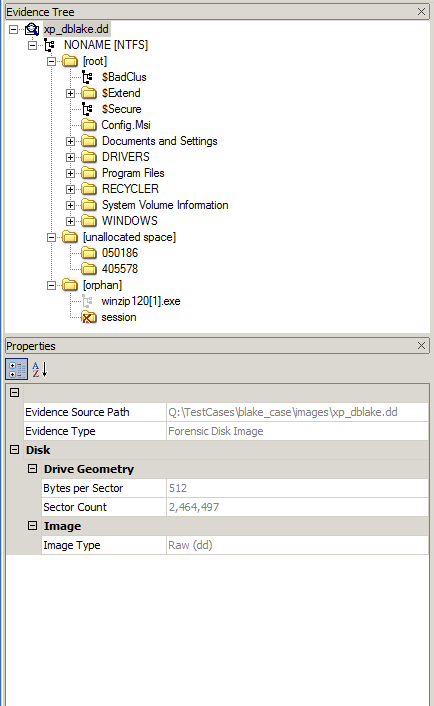 Evidence Tree
xp_dblake.dd
NONAME [NTFS]
[root]
$BadClus
$Extend
$Secure
Config.Msi
Documents and Settings
DRIVERS
Program Files
RECYCLER
System Volume Information
WINDOWS
[unallocated space]
050186
405578
[orphan]
winzip120[1].exe
session
Properties
A
Z
Evidence Source Path Q:\TestCases\blake_case\images\xp_dblake.dd
Evidence Type Forensic Disk Image
Disk
Drive Geometry
Bytes per Sector 512
Sector Count 2,464,497
Image
Image Type Raw (dd)